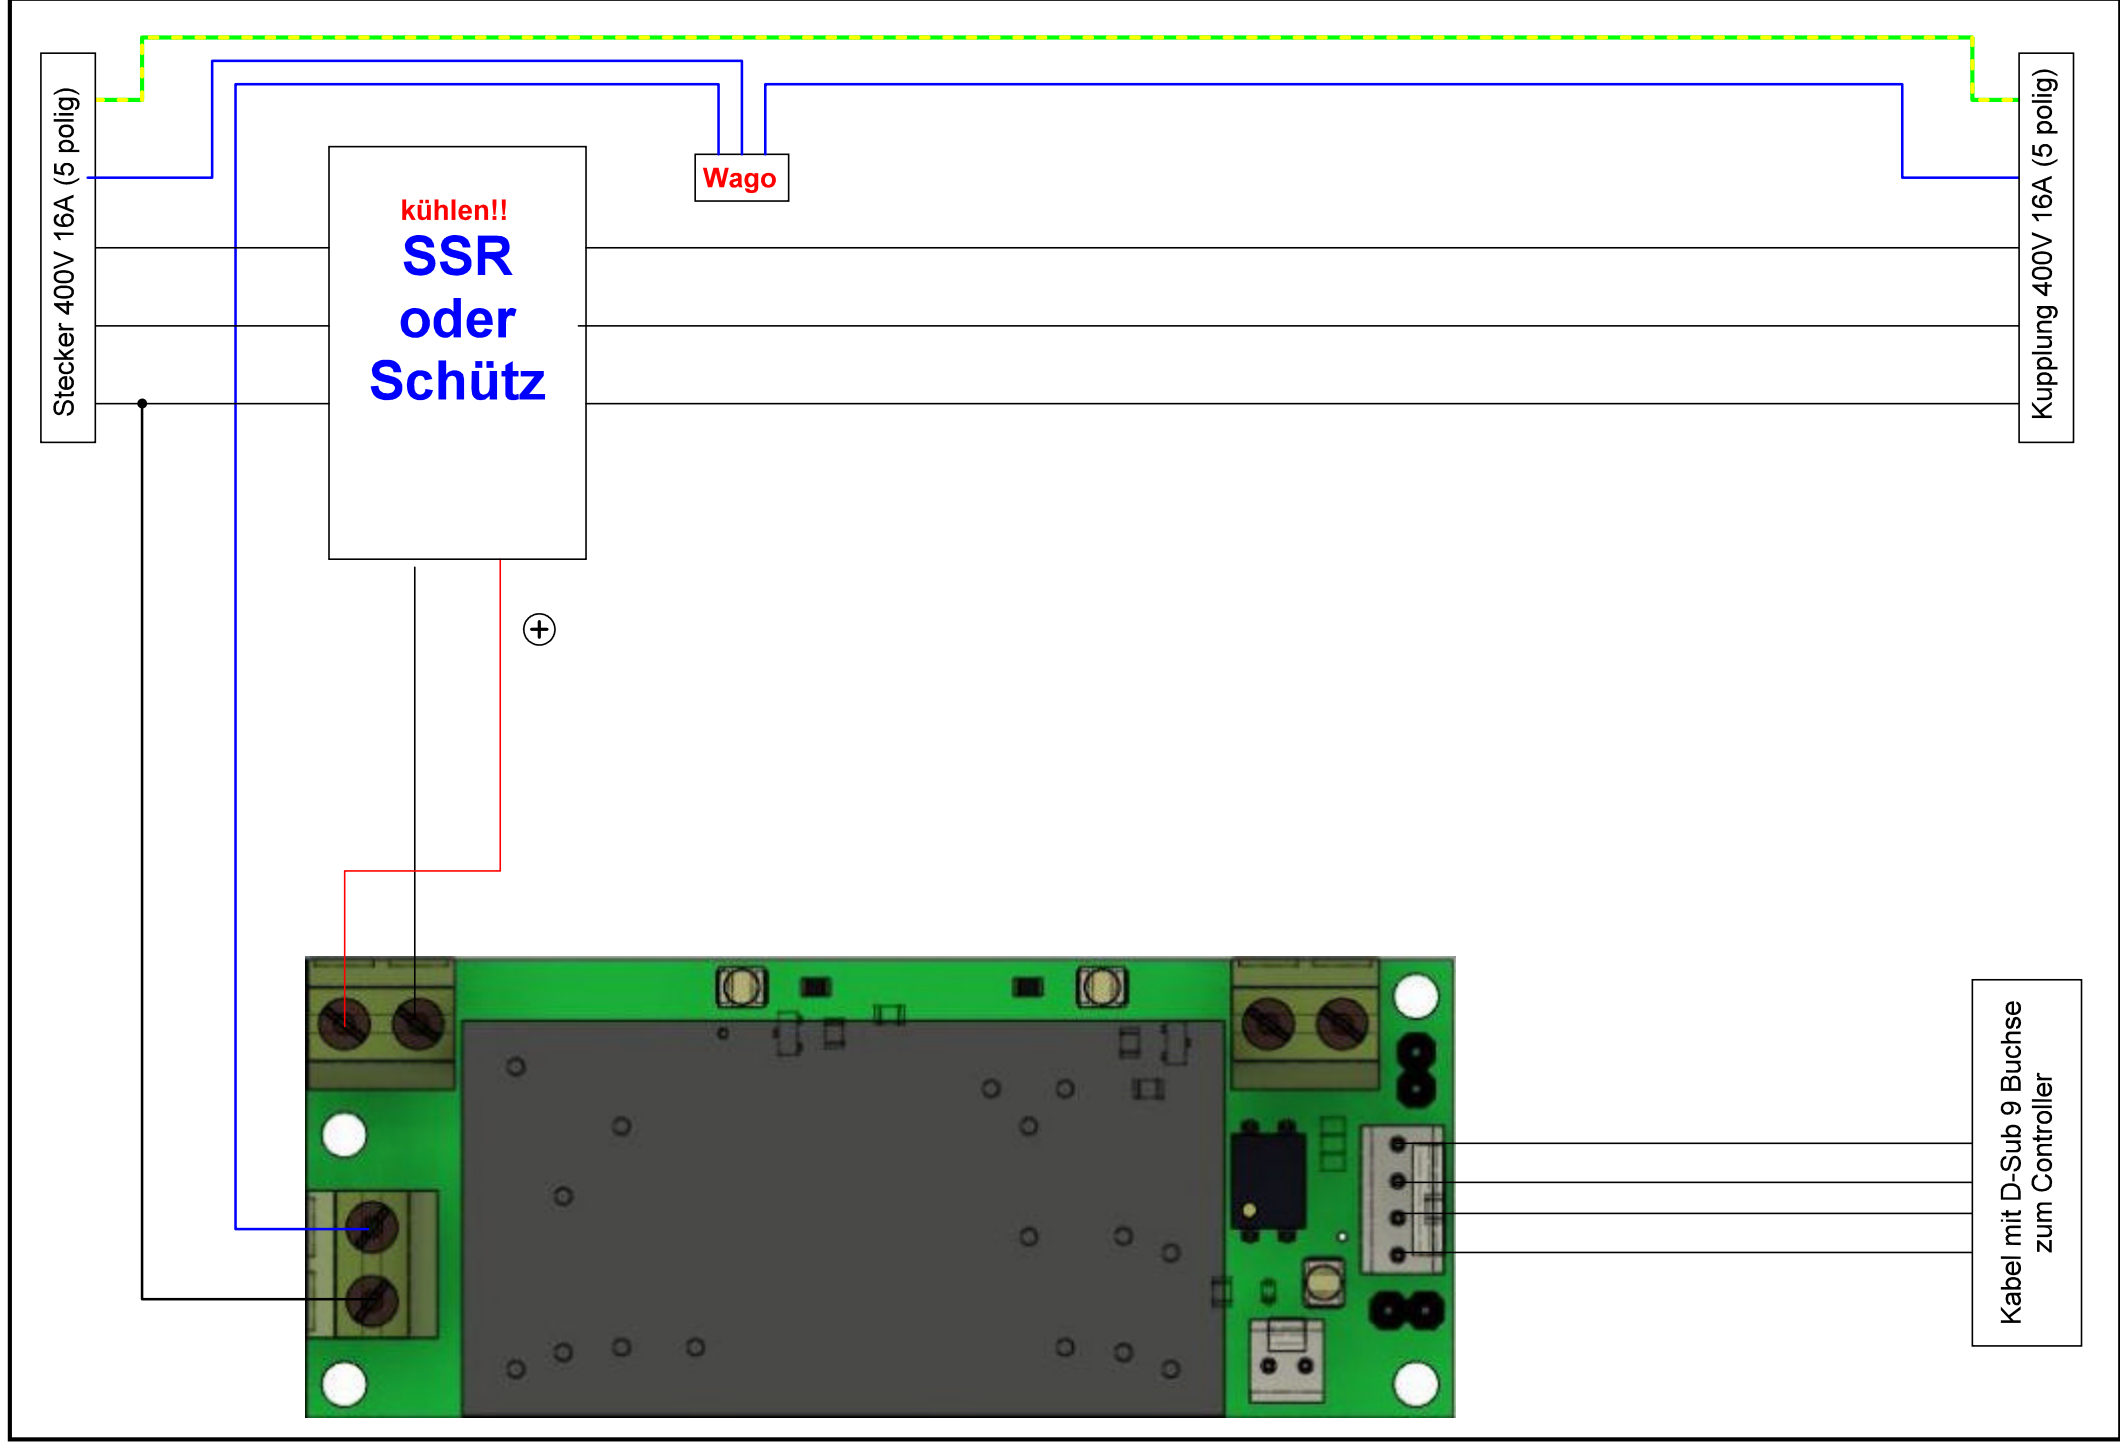 Stecker 400V 16A (5 polig)
kühlen!!
SSR
oder
Schütz
Wago
Kupplung 400V 16A (5 polig)
+
Kabel mit D-Sub 9 Buchse
zum Controller